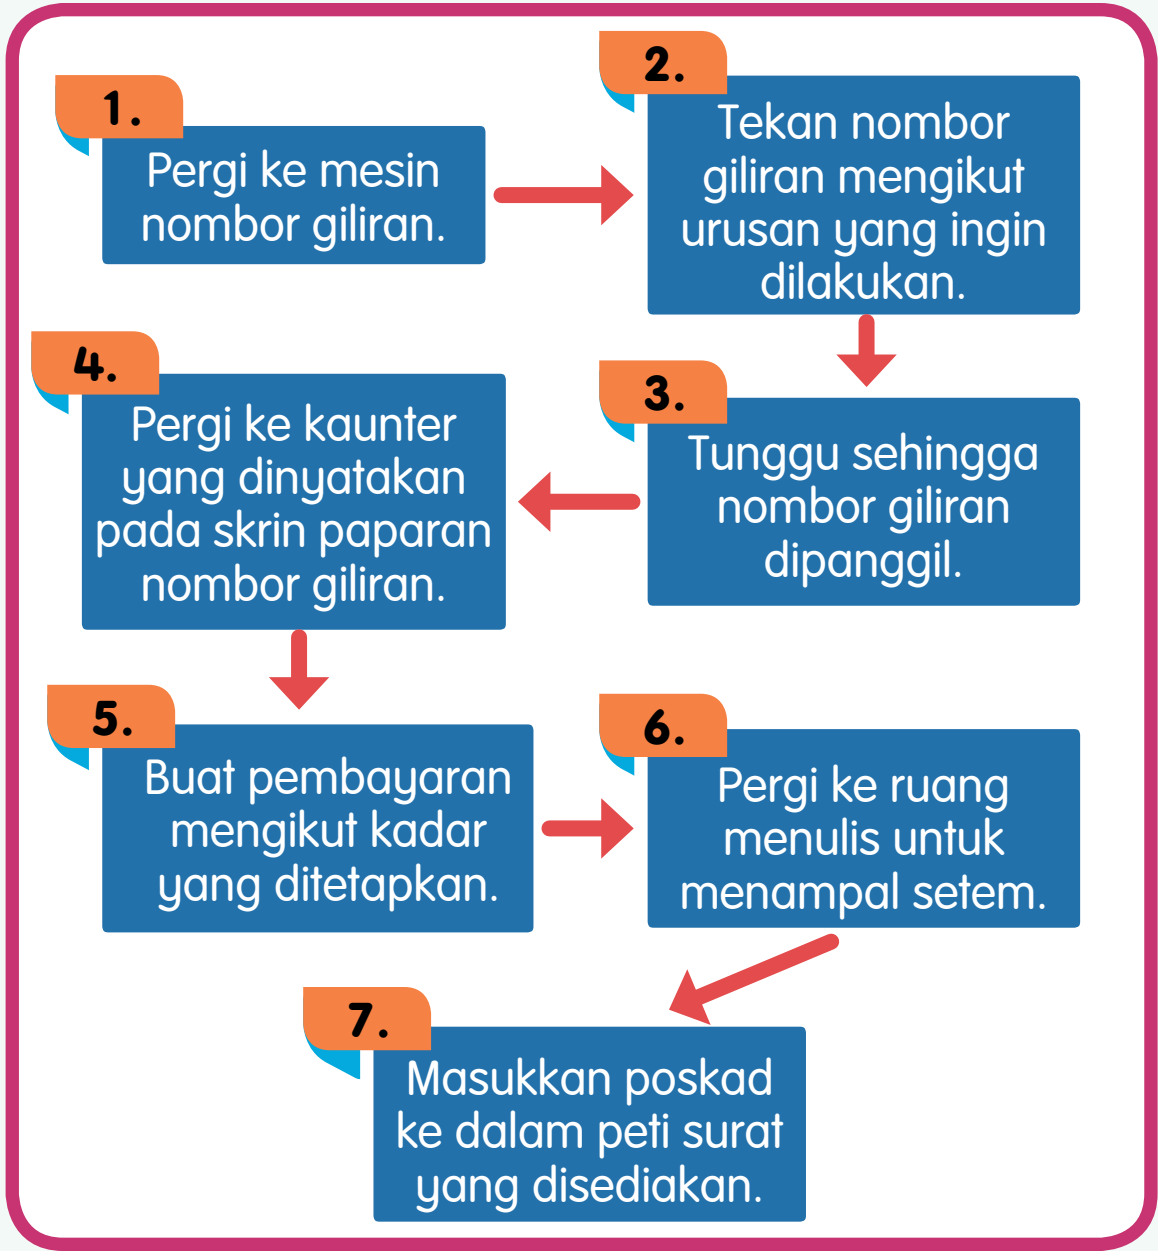 1.
Pergi ke mesin
nombor giliran.
2.
Tekan nombor
giliran mengikut
urusan yang ingin
dilakukan.
3.
Tunggu sehingga
nombor giliran
dipanggil.
4.
Pergi ke kaunter
yang dinyatakan
pada skrin paparan
nombor giliran.
5.
Buat pembayaran
mengikut kadar
yang ditetapkan.
6.
Pergi ke ruang
menulis untuk
menampal setem.
7.
Masukkan poskad
ke dalam peti surat
yang disediakan.